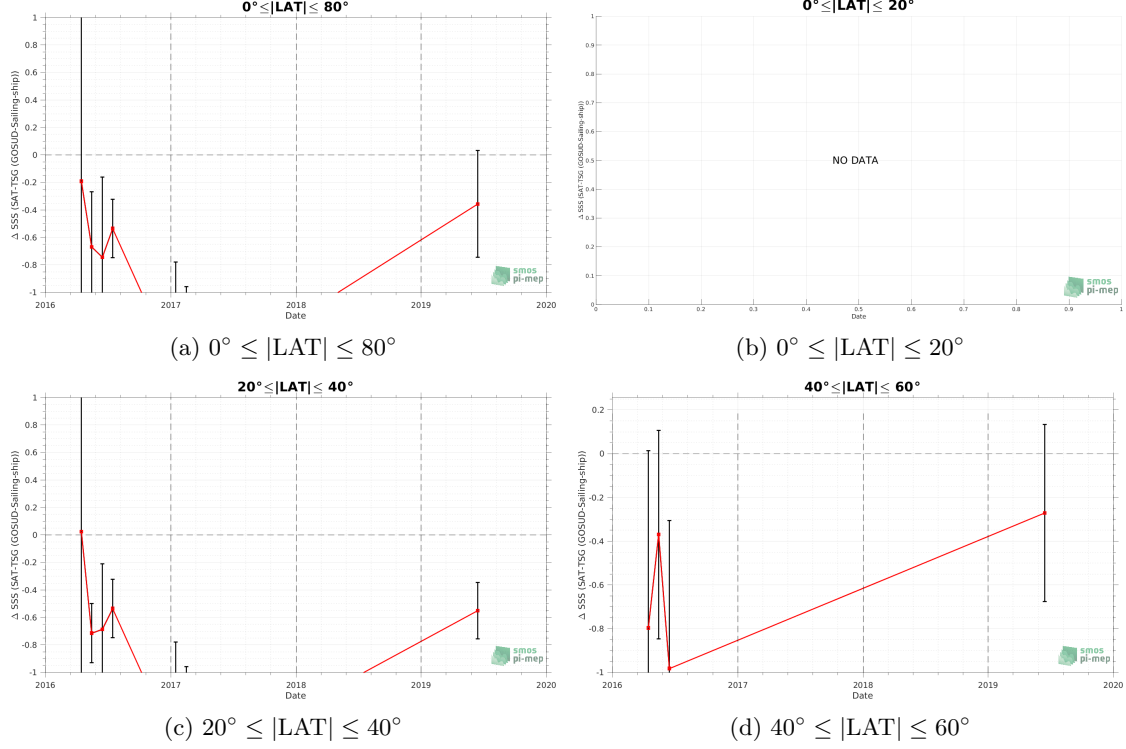 0°≤|LAT|≤ 80°
Δ SSS (SAT-TSG (GOSUD-Sailing-ship))
1
0.8
0.6
0.4
0.2
0
-0.2
-0.4
-0.6
-0.8
-1
2016
2017
2018
2019
2020
Date
smos
pi-mep
(a) 0° ≤ |LAT| ≤ 80°
0°≤|LAT|≤ 20°
Δ SSS (SAT-TSG (GOSUD-Sailing-ship))
1
0.9
0.8
0.7
0.6
0.5
0.4
0.3
0.2
0.1
0
NO DATA
0
0.1
0.2
0.3
0.4
0.5
0.6
0.7
0.8
0.9
1
Date
smos
pi-mep
(b) 0° ≤ |LAT| ≤ 20°
20°≤|LAT|≤ 40°
Δ SSS (SAT-TSG (GOSUD-Sailing-ship))
1
0.8
0.6
0.4
0.2
0
-0.2
-0.4
-0.6
-0.8
-1
2016
2017
2018
2019
2020
Date
smos
pi-mep
(c) 20° ≤ |LAT| ≤ 40°
40°≤|LAT|≤ 60°
Δ SSS (SAT-TSG (GOSUD-Sailing-ship))
0.2
0
-0.2
-0.4
-0.6
-0.8
-1
2016
2017
2018
2019
2020
Date
smos
pi-mep
(d) 40° ≤ |LAT| ≤ 60°